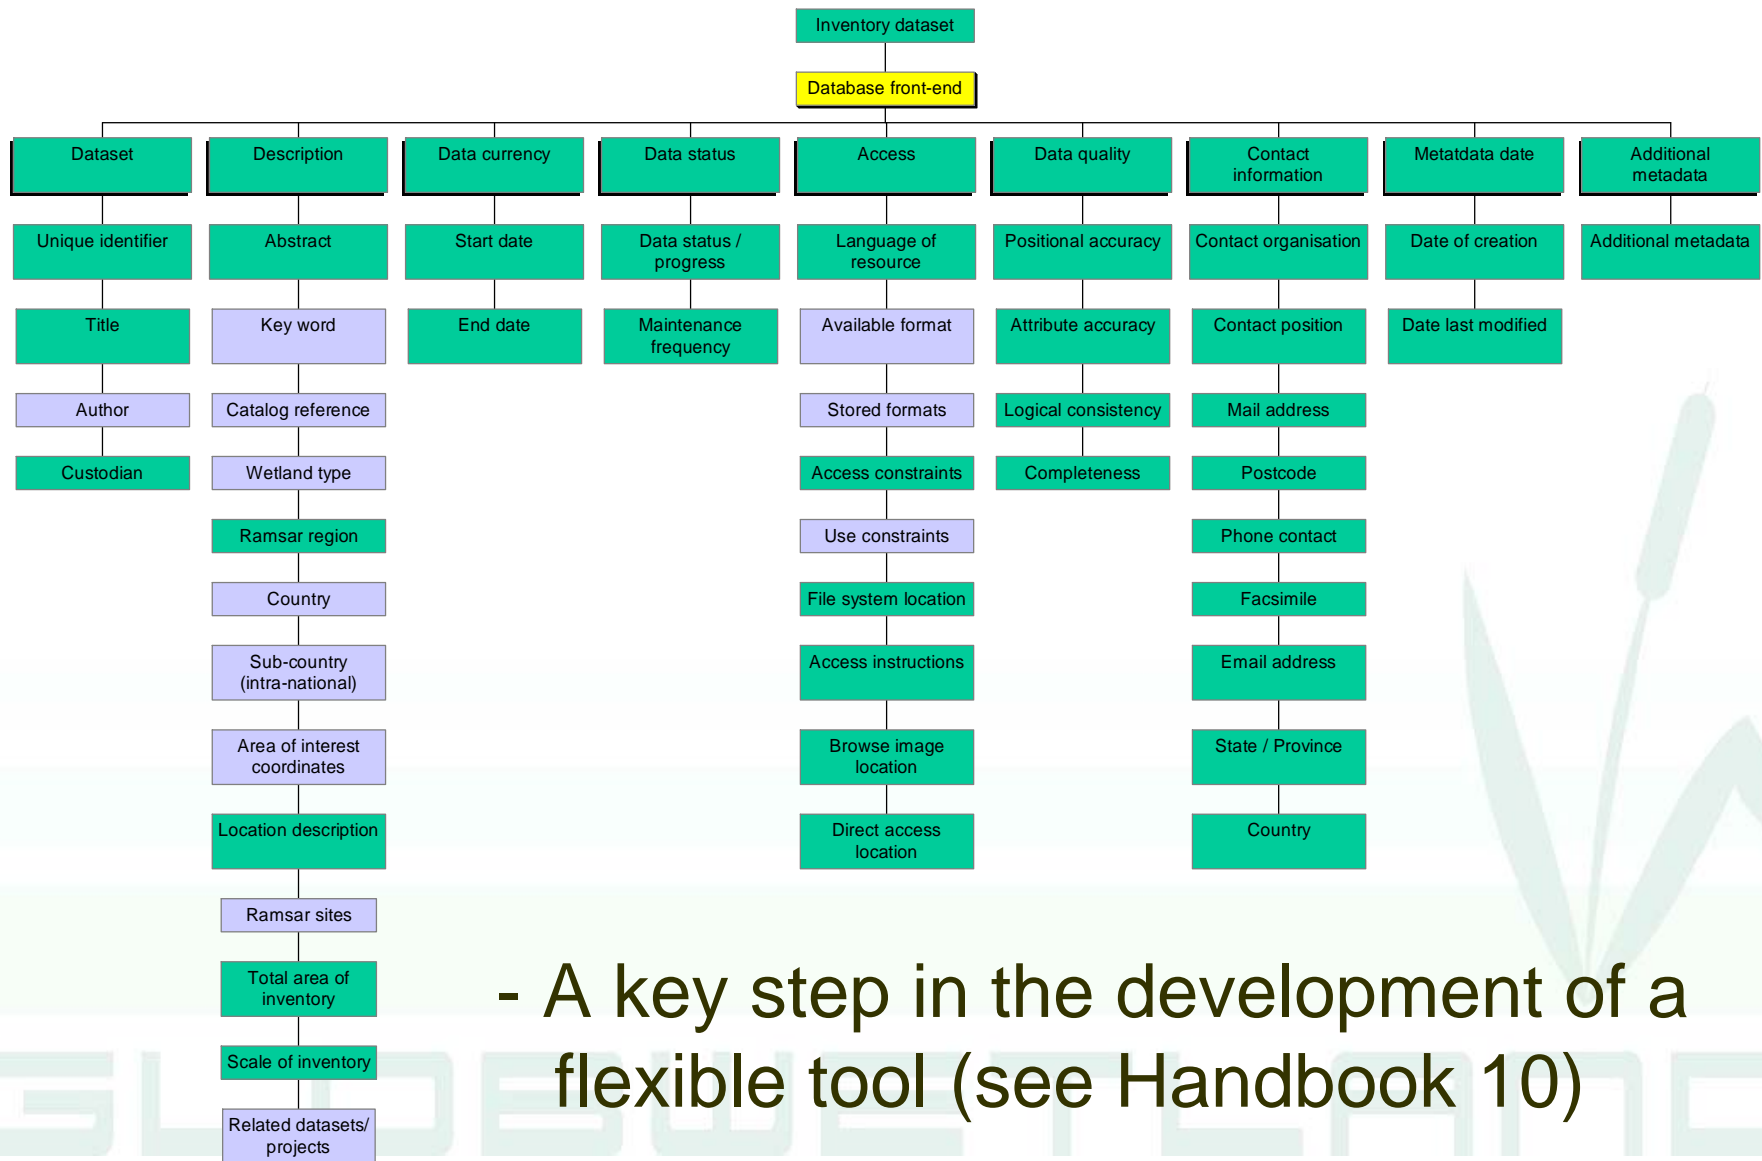 Inventory dataset
Database front-end
Dataset
Unique identifier
Title
Author
Custodian
Description
Abstract
Key word
Catalog reference
Wetland type
Ramsar region
Country
Sub-country
(intra-national)
Area of interest
coordinates
Location description
Ramsar sites
Total area of
inventory
Scale of inventory
Related datasets/
projects
Data currency
Start date
End date
Data status
Data status /
progress
Maintenance
frequency
Access
Language of
resource
Available format
Stored formats
Access constraints
Use constraints
File system location
Access instructions
Browse image
location
Direct access
location
Data quality
Positional accuracy
Attribute accuracy
Logical consistency
Completeness
Contact
information
Contact organisation
Contact position
Mail address
Postcode
Phone contact
Facsimile
Email address
State / Province
Country
Metatdata date
Date of creation
Date last modified
Additional
metadata
Additional metadata
- A key step in the development of a
flexible tool (see Handbook 10)
GLOBWETLAND